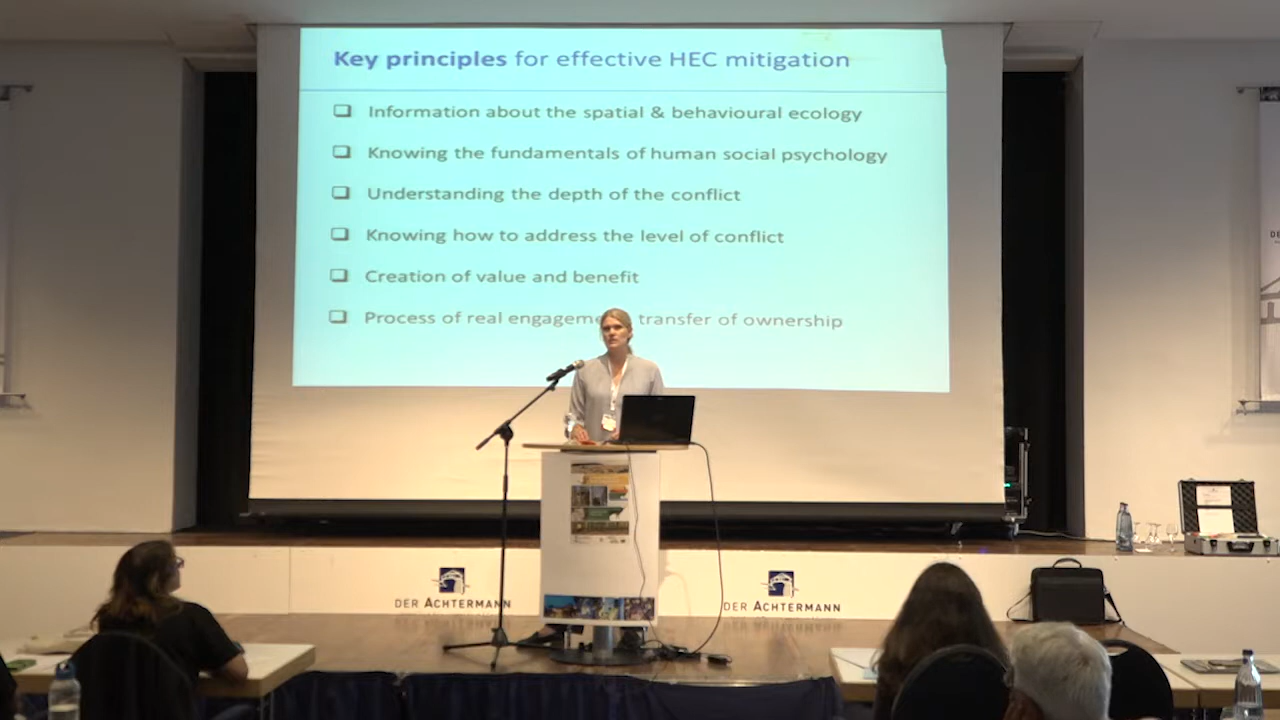 Key principles for effective HEC mitigation
Information about the spatial & behavioural ecology
Knowing the fundamentals of human social psychology
Understanding the depth of the conflict
Knowing how to address the level of conflict
Creation of value and benefit
Process of real engageme transfer of ownership
DER ACHTERMANN
DER ACHTERMANN